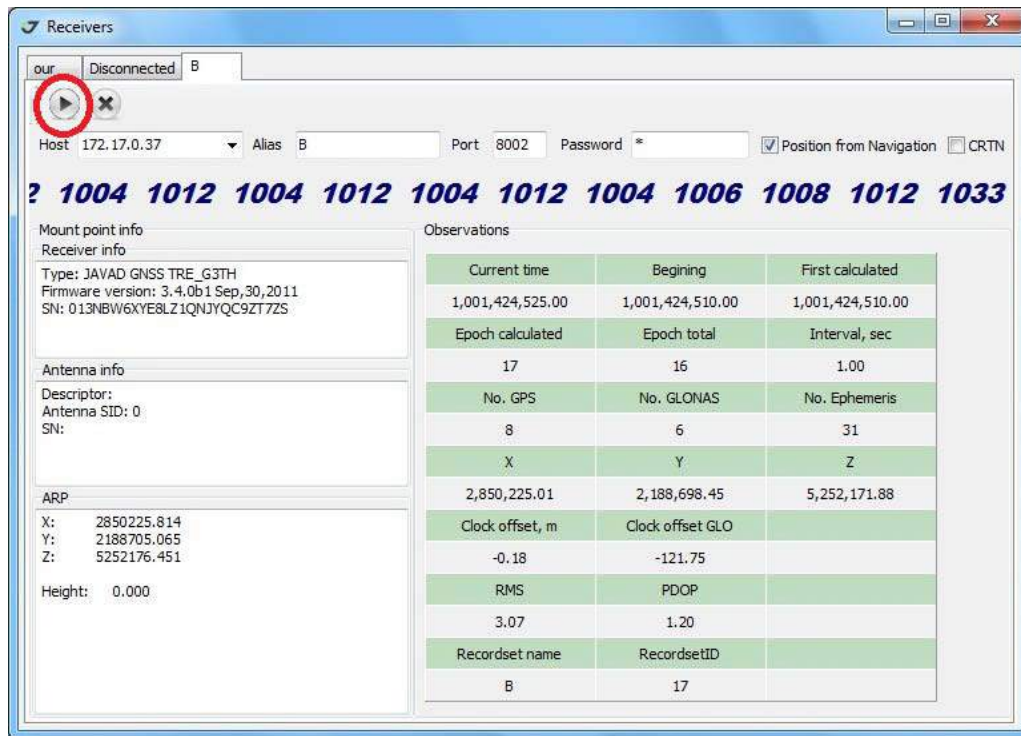 Receivers
our Disconnected B
Host 172.17.0.37 Alias B Port 8002 Password * Position from Navigation CRTN
1004 1012 1004 1012 1004 1012 1004 1006 1008 1012 1033
Mount point info
Receiver info
Type: JAVAD GNSS TRE_G3TH
Firmware version: 3.4.0b1 Sep,30,2011
SN: 013NBW6XYE8LZ1QNJYQC9ZT7ZS
Antenna info
Descriptor:
Antenna SID: 0
SN:
ARP
X: 2850225.814
Y: 2188705.065
Z: 5252176.451
Height: 0.000
Observations
Current time Begining First calculated
1,001,424,525.00 1,001,424,510.00 1,001,424,510.00
Epoch calculated Epoch total Interval, sec
17 16 1.00
No. GPS No. GLONAS No. Ephemeris
8 6 31
X Y Z
2,850,225.01 2,188,698.45 5,252,171.88
Clock offset, m Clock offset GLO
-0.18 -121.75
RMS PDOP
3.07 1.20
Recordset name RecordsetID
B 17